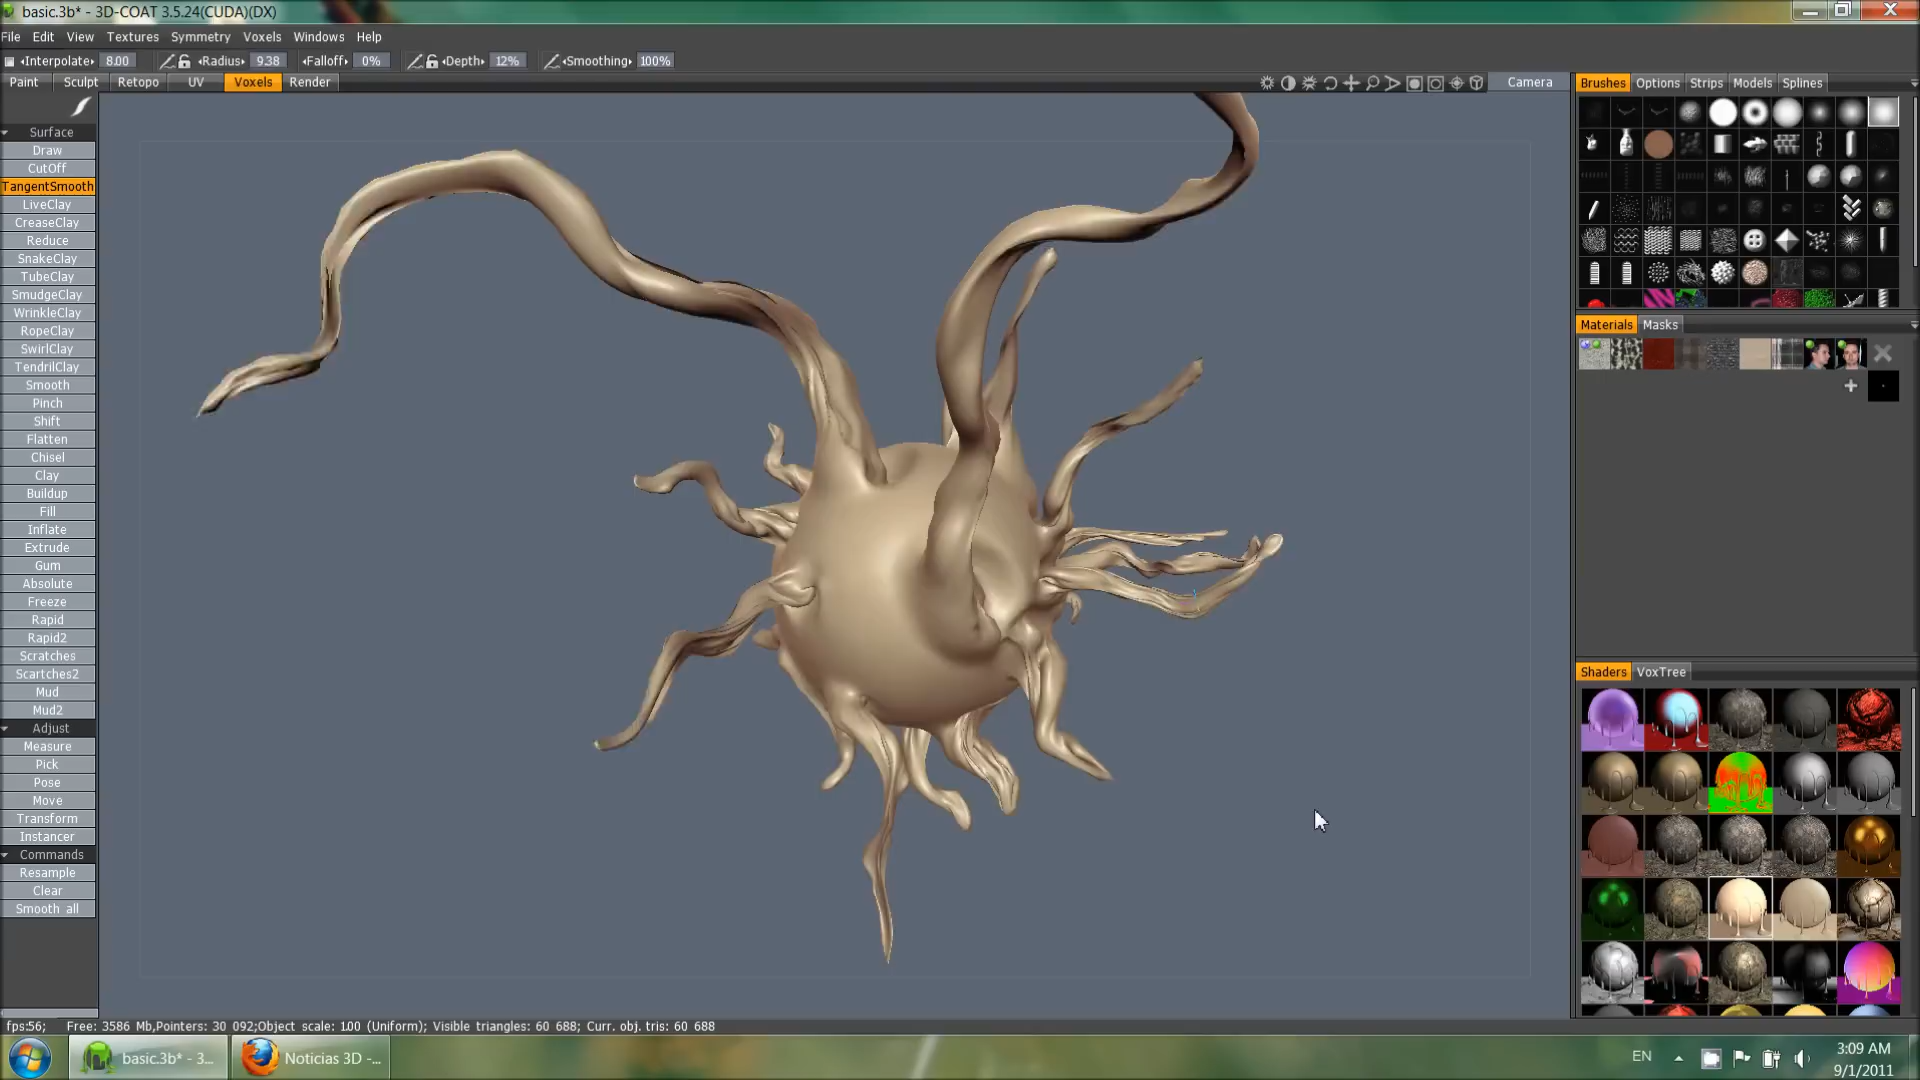 basic.3b* - 3D-COAT 3.5.24(CUDA)(DX)
File Edit View Textures Symmetry Voxels Windows Help
Interpolate 8.00 Radius 9.38 Falloff 0% Depth 12% Smoothing 100%
Paint Sculpt Retopo UV Voxels Render Camera
Surface
Draw
CutOff
TangentSmooth
LiveClay
CreaseClay
Reduce
SnakeClay
TubeClay
SmudgeClay
WrinkleClay
RopeClay
SwirlClay
TendrilClay
Smooth
Pinch
Shift
Flatten
Chisel
Clay
Buildup
Fill
Inflate
Extrude
Gum
Absolute
Freeze
Rapid
Rapid2
Scratches
Scartches2
Mud
Mud2
Adjust
Measure
Pick
Pose
Move
Transform
Instancer
Commands
Resample
Clear
Smooth all
Brushes Options Strips Models Splines
Materials Masks
Shaders VoxTree
fps:56; Free: 3586 Mb,Pointers: 30 092;Object scale: 1.00 (Uniform); Visible triangles: 60 688; Curr. obj. tris: 60 688
basic.3b* - 3...
Noticias 3D -...
EN
3:09 AM
9/1/2011